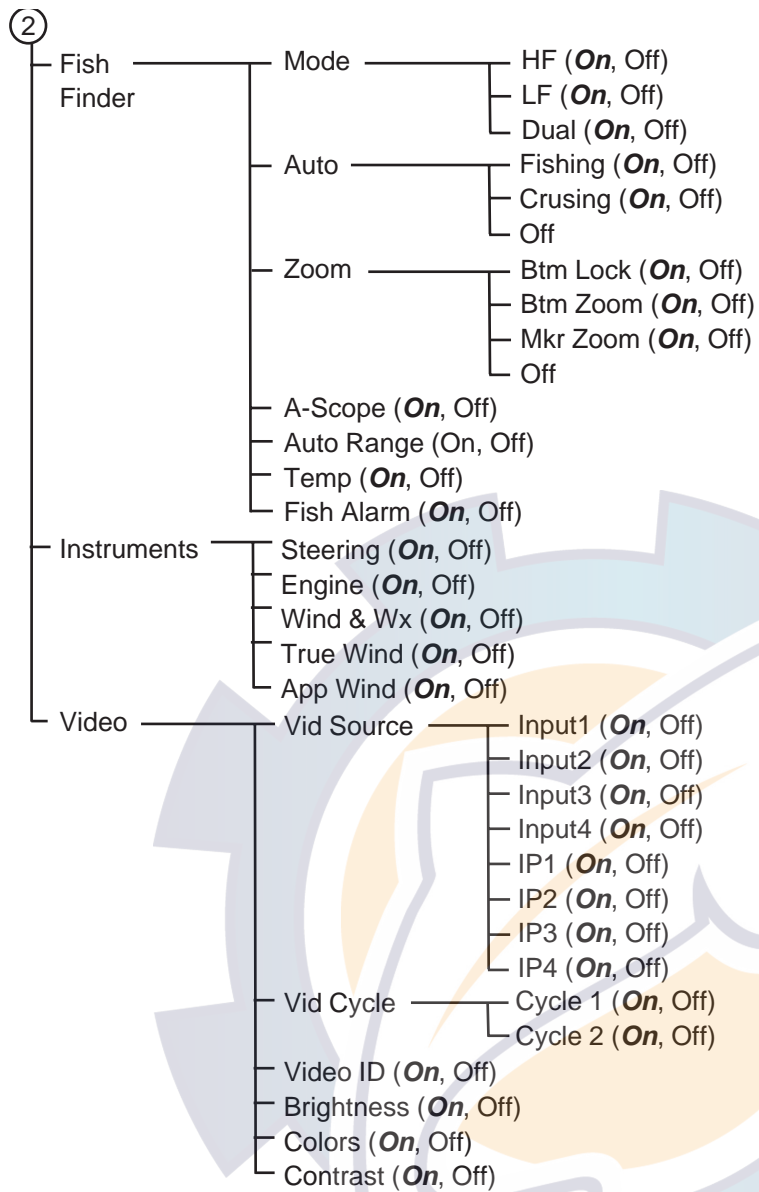 2
Fish Finder
Mode
HF (On, Off)
LF (On, Off)
Dual (On, Off)
Auto
Fishing (On, Off)
Crusing (On, Off)
Off
Zoom
Btm Lock (On, Off)
Btm Zoom (On, Off)
Mkr Zoom (On, Off)
Off
A-Scope (On, Off)
Auto Range (On, Off)
Temp (On, Off)
Fish Alarm (On, Off)
Instruments
Steering (On, Off)
Engine (On, Off)
Wind & Wx (On, Off)
True Wind (On, Off)
App Wind (On, Off)
Video
Vid Source
Input1 (On, Off)
Input2 (On, Off)
Input3 (On, Off)
Input4 (On, Off)
IP1 (On, Off)
IP2 (On, Off)
IP3 (On, Off)
IP4 (On, Off)
Vid Cycle
Cycle 1 (On, Off)
Cycle 2 (On, Off)
Video ID (On, Off)
Brightness (On, Off)
Colors (On, Off)
Contrast (On, Off)